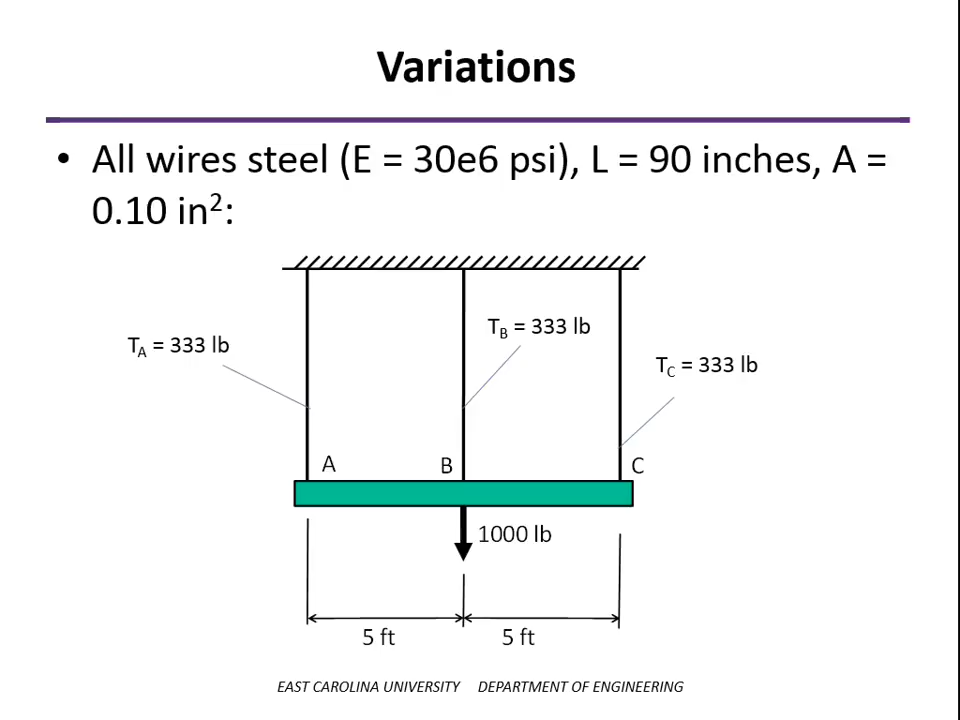 Variations
• All wires steel (E = 30e6 psi), L = 90 inches, A =
0.10 in²:
T_B = 333 lb
T_A = 333 lb
T_C = 333 lb
A
B
C
1000 lb
5 ft
5 ft
EAST CAROLINA UNIVERSITY DEPARTMENT OF ENGINEERING